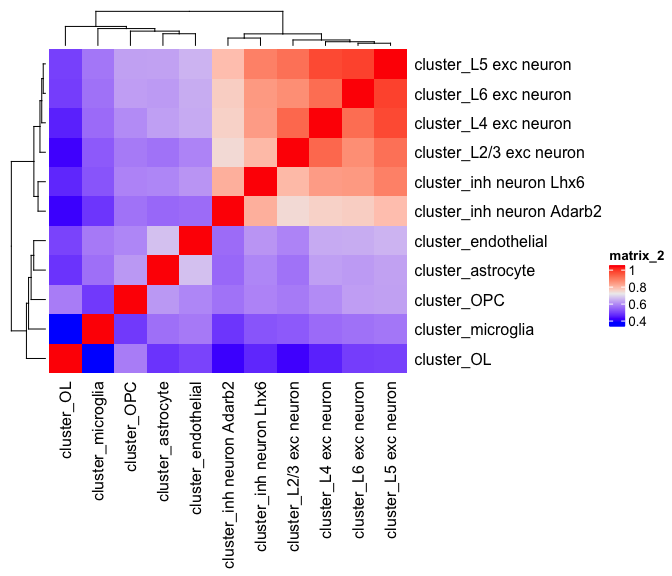 cluster_L5 exc neuron
cluster_L6 exc neuron
cluster_L4 exc neuron
cluster_L2/3 exc neuron
cluster_inh neuron Lhx6
cluster_inh neuron Adarb2
cluster_endothelial
cluster_astrocyte
cluster_OPC
cluster_microglia
cluster_OL
matrix_2
1
0.8
0.6
0.4
cluster_OL
cluster_microglia
cluster_OPC
cluster_astrocyte
cluster_endothelial
cluster_inh neuron Adarb2
cluster_inh neuron Lhx6
cluster_L2/3 exc neuron
cluster_L4 exc neuron
cluster_L6 exc neuron
cluster_L5 exc neuron